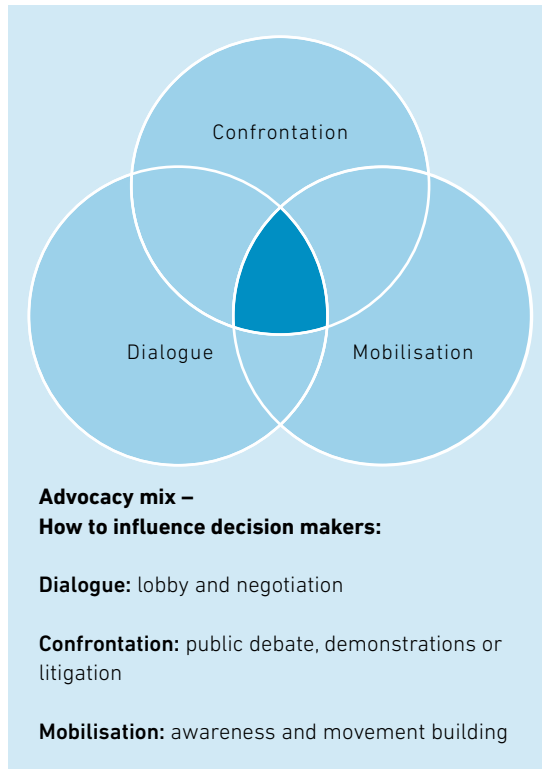 Confrontation
Dialogue
Mobilisation
Advocacy mix –
How to influence decision makers:
Dialogue: lobby and negotiation
Confrontation: public debate, demonstrations or
litigation
Mobilisation: awareness and movement building